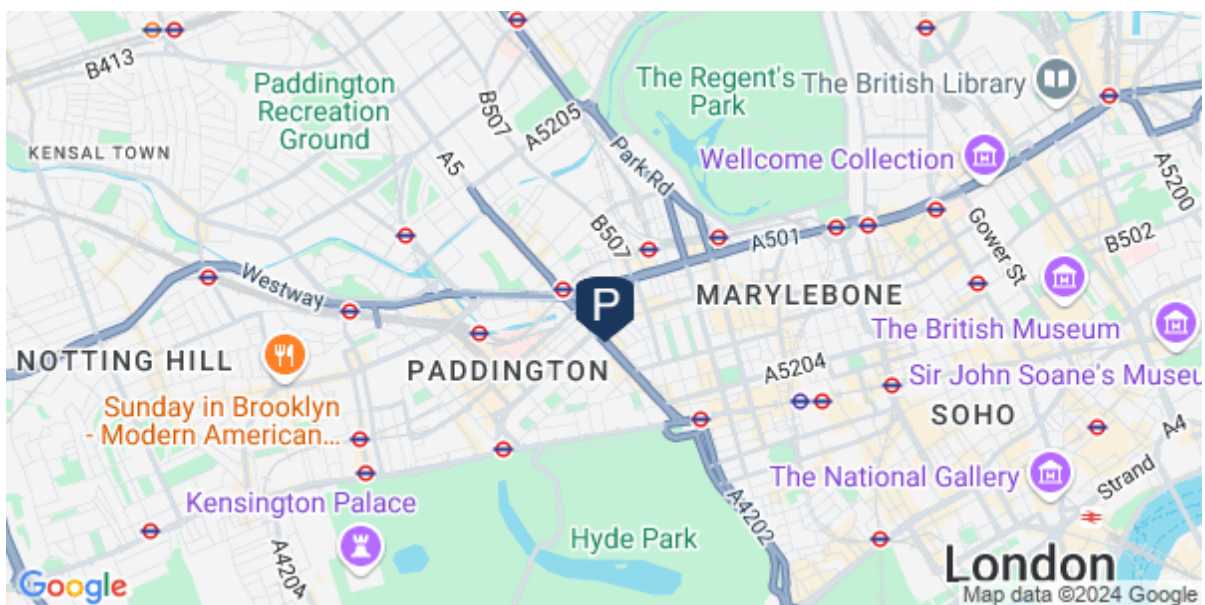 B413
Paddington
Recreation
Ground
B507
A5205
The Regent's
Park
The British Library
KENSAL TOWN
A5
Park Rd
Wellcome Collection
A5200
B507
A501
Gower St
B502
Westway
MARYLEBONE
The British Museum
NOTTING HILL
P
PADDINGTON
A5204
Sir John Soane's Museu
Sunday in Brooklyn
- Modern American...
SOHO
A4
The National Gallery
Strand
Kensington Palace
A4202
Hyde Park
A4204
London
Google
Map data ©2024 Google